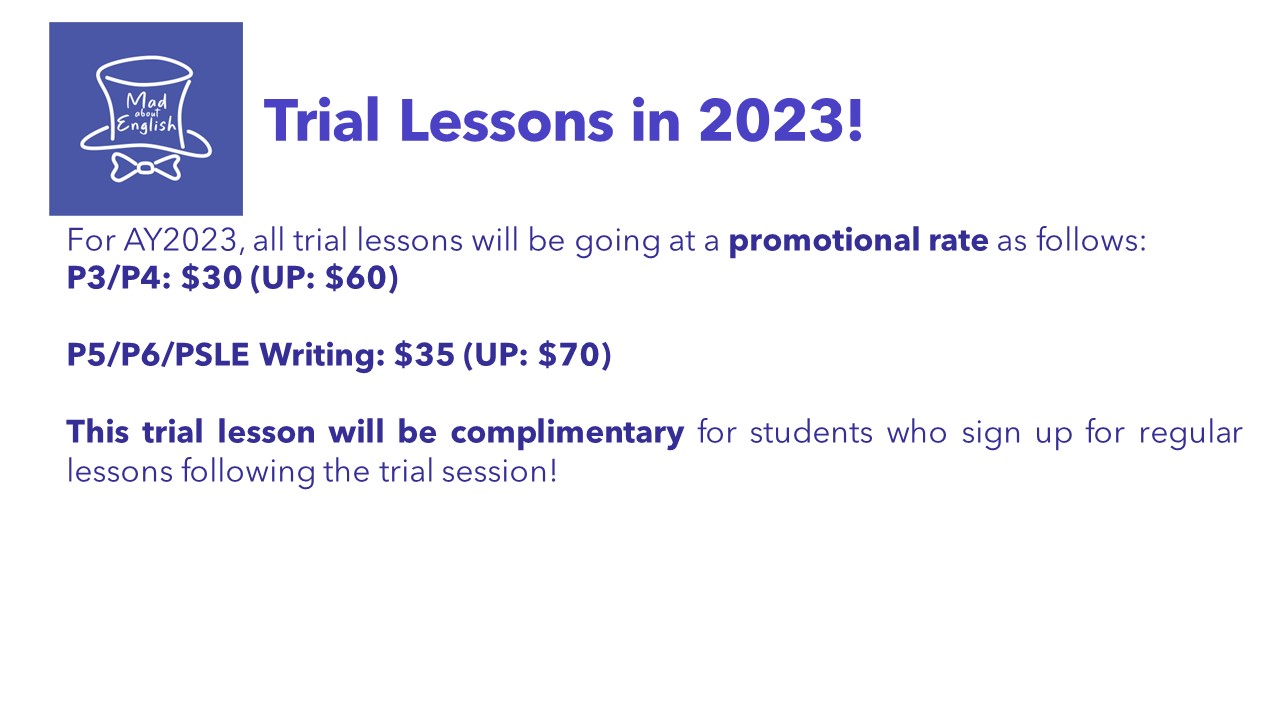 Mad
about
English
Trial Lessons in 2023!
For AY2023, all trial lessons will be going at a promotional rate as follows:
P3/P4: $30 (UP: $60)
P5/P6/PSLE Writing: $35 (UP: $70)
This trial lesson will be complimentary for students who sign up for regular
lessons following the trial session!